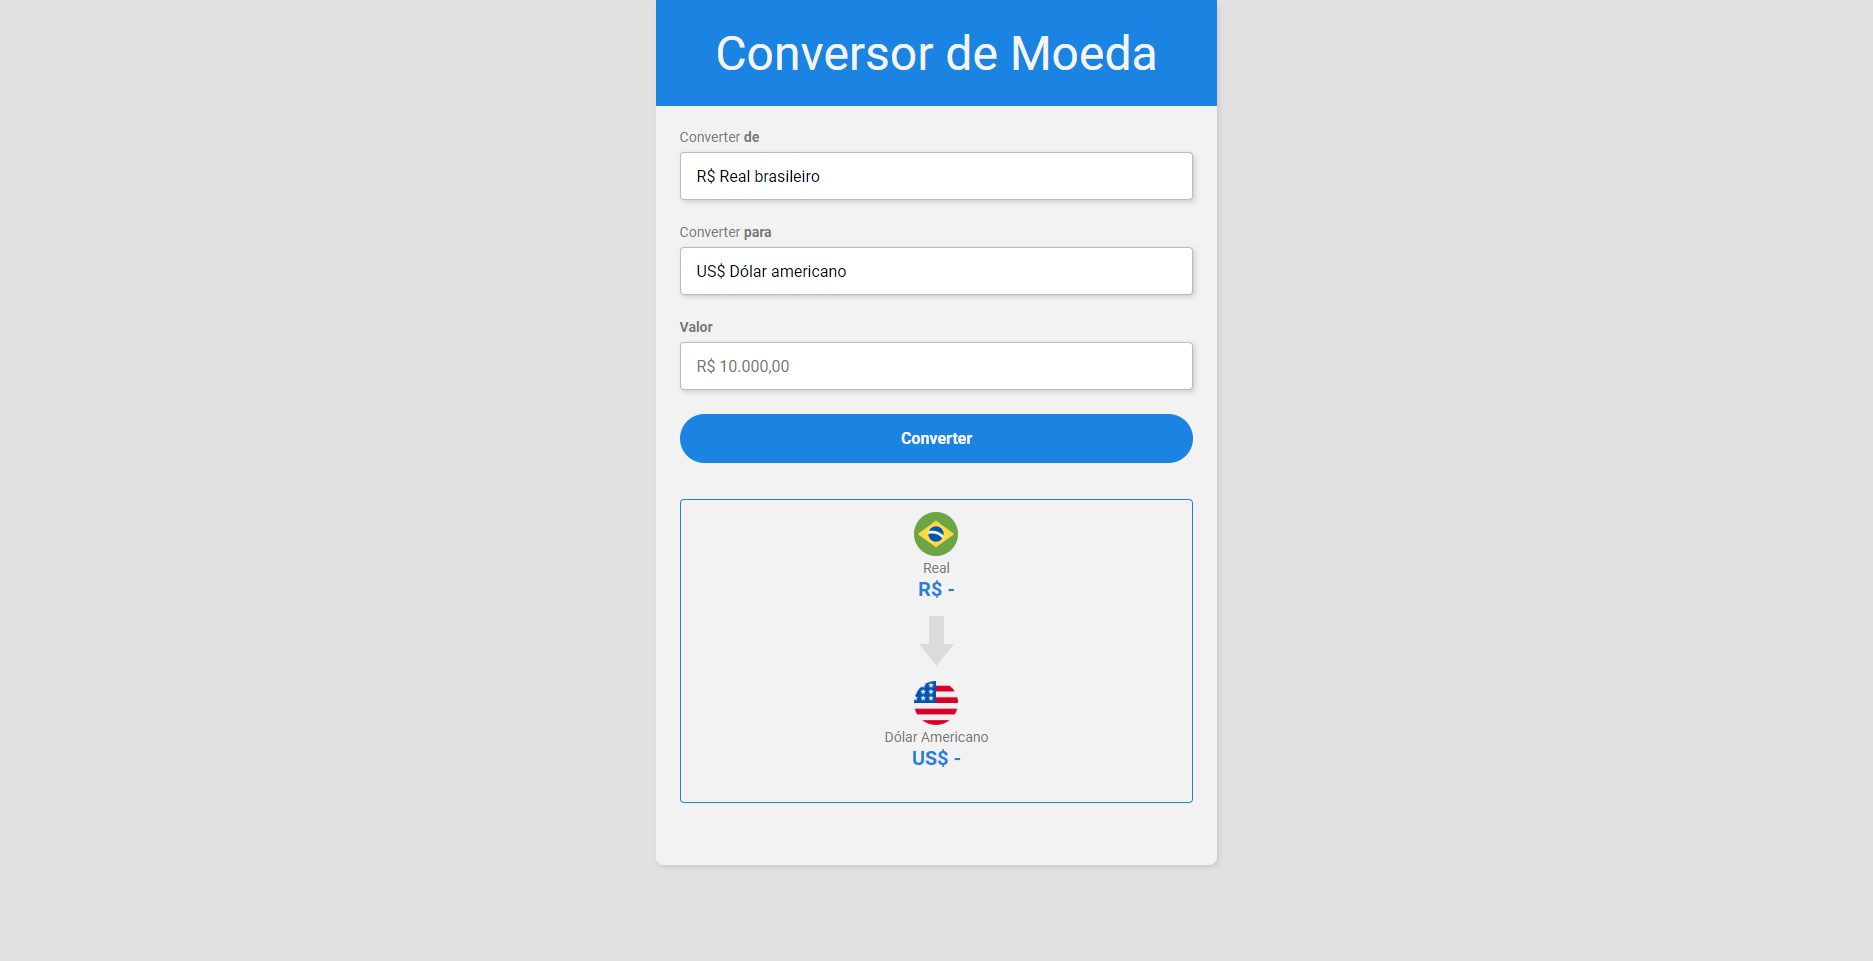 Conversor de Moeda
Converter de
R$ Real brasileiro
Converter para
US$ Dólar americano
Valor
R$ 10.000,00
Converter
Real
R$ -
Dólar Americano
US$ -